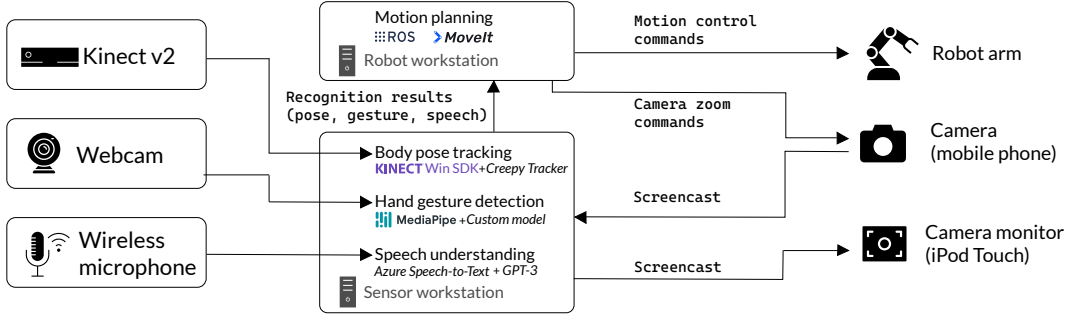 Kinect v2
Webcam
Wireless
microphone
Motion planning
ROS MoveIt
Robot workstation
Recognition results
(pose, gesture, speech)
Body pose tracking
KINECT Win SDK+Creepy Tracker
Hand gesture detection
MediaPipe +Custom model
Speech understanding
Azure Speech-to-Text + GPT-3
Sensor workstation
Motion control
commands
Camera zoom
commands
Screencast
Screencast
Robot arm
Camera
(mobile phone)
Camera monitor
(iPod Touch)